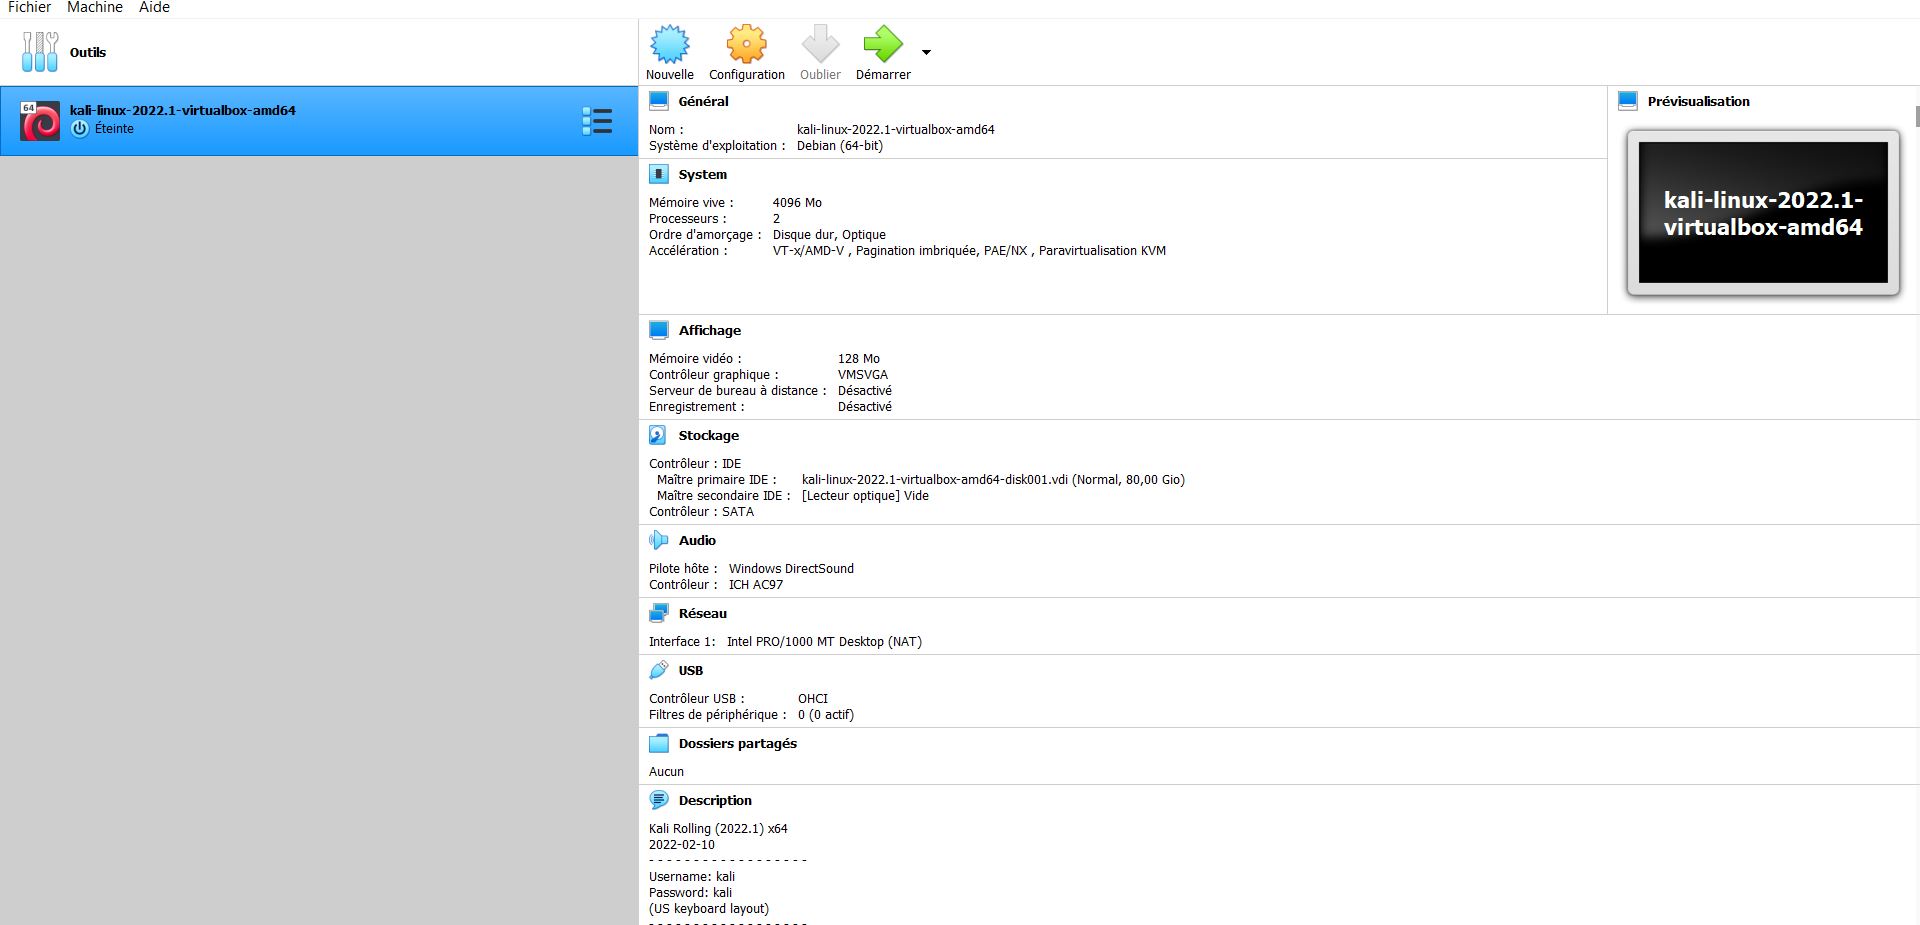 Fichier Machine Aide
Outils
Nouvelle Configuration Oublier Démarrer
64
kali-linux-2022.1-virtualbox-amd64
Éteinte
Général
Nom : kali-linux-2022.1-virtualbox-amd64
Système d'exploitation : Debian (64-bit)
System
Mémoire vive : 4096 Mo
Processeurs : 2
Ordre d'amorçage : Disque dur, Optique
Accélération : VT-x/AMD-V , Pagination imbriquée, PAE/NX , Paravirtualisation KVM
Prévisualisation
kali-linux-2022.1-
virtualbox-amd64
Affichage
Mémoire vidéo : 128 Mo
Contrôleur graphique : VMSVGA
Serveur de bureau à distance : Désactivé
Enregistrement : Désactivé
Stockage
Contrôleur : IDE
Maître primaire IDE : kali-linux-2022.1-virtualbox-amd64-disk001.vdi (Normal, 80,00 Gio)
Maître secondaire IDE : [Lecteur optique] Vide
Contrôleur : SATA
Audio
Pilote hôte : Windows DirectSound
Contrôleur : ICH AC97
Réseau
Interface 1: Intel PRO/1000 MT Desktop (NAT)
USB
Contrôleur USB : OHCI
Filtres de périphérique : 0 (0 actif)
Dossiers partagés
Aucun
Description
Kali Rolling (2022.1) x64
2022-02-10
- - - - - - - - - - - - - - - - - -
Username: kali
Password: kali
(US keyboard layout)
- - - - - - - - - - - - - - - - - -